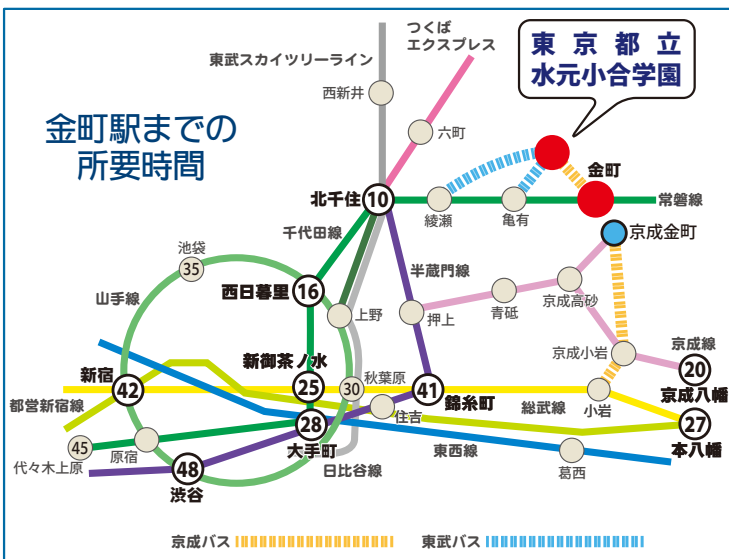 つくば
エクスプレス
東武スカイツリーライン
東京都立
水元小合学園
西新井
金町駅までの
所要時間
六町
金町
北千住
10
常磐線
綾瀬
亀有
千代田線
京成金町
池袋
35
半蔵門線
山手線
西日暮里
16
上野
押上
青砥
京成高砂
京成線
京成小岩
新宿
42
新御茶ノ水
25
30
秋葉原
41
錦糸町
20
京成八幡
都営新宿線
総武線
小岩
住吉
28
大手町
27
本八幡
45
代々木上原
原宿
48
渋谷
日比谷線
東西線
葛西
京成バス
東武バス